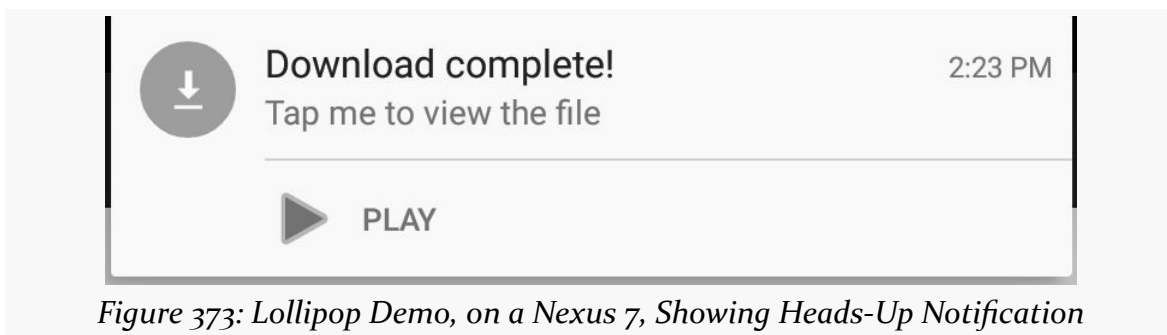 Download complete! 2:23 PM
Tap me to view the file
PLAY
Figure 373: Lollipop Demo, on a Nexus 7, Showing Heads-Up Notification